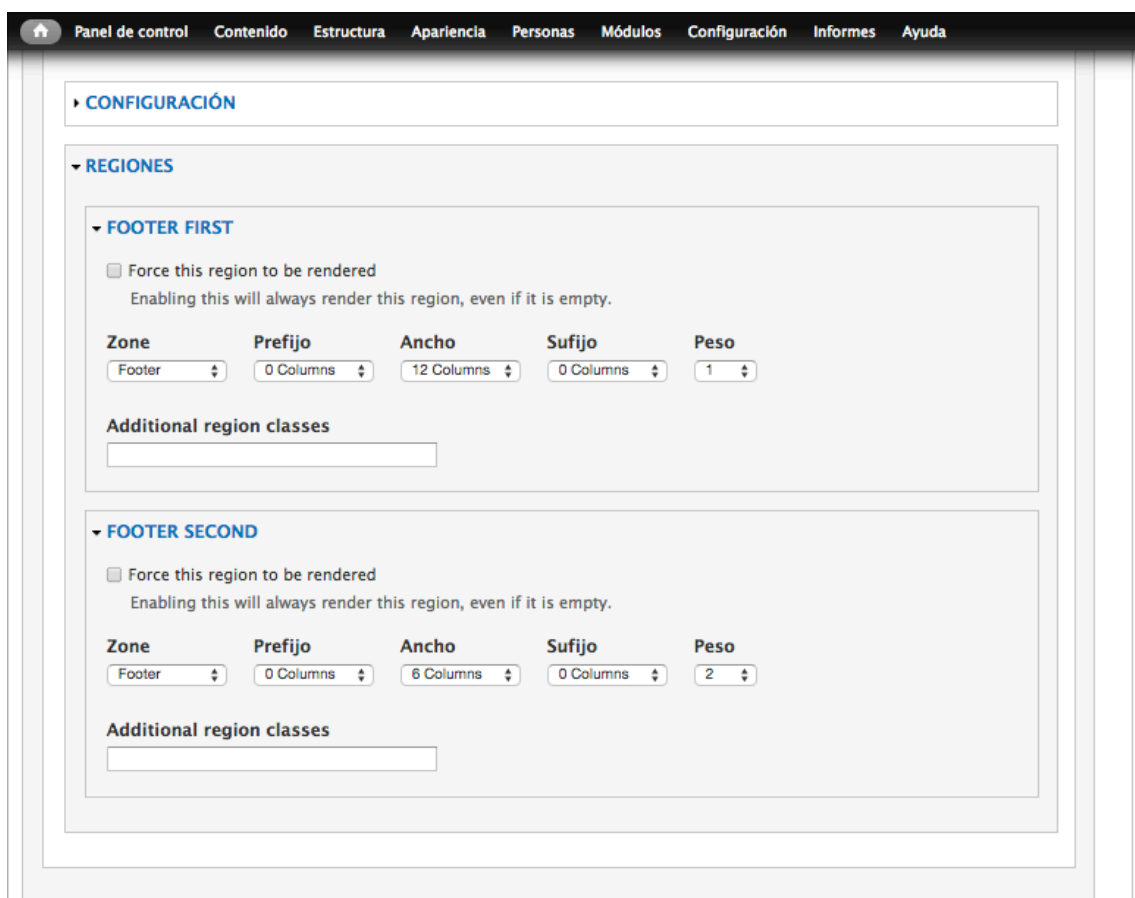 Panel de control Contenido Estructura Apariencia Personas Módulos Configuración Informes Ayuda
CONFIGURACIÓN
REGIONES
FOOTER FIRST
Force this region to be rendered
Enabling this will always render this region, even if it is empty.
Zone Prefijo Ancho Sufijo Peso
Footer 0 Columns 12 Columns 0 Columns 1
Additional region classes
FOOTER SECOND
Force this region to be rendered
Enabling this will always render this region, even if it is empty.
Zone Prefijo Ancho Sufijo Peso
Footer 0 Columns 6 Columns 0 Columns 2
Additional region classes